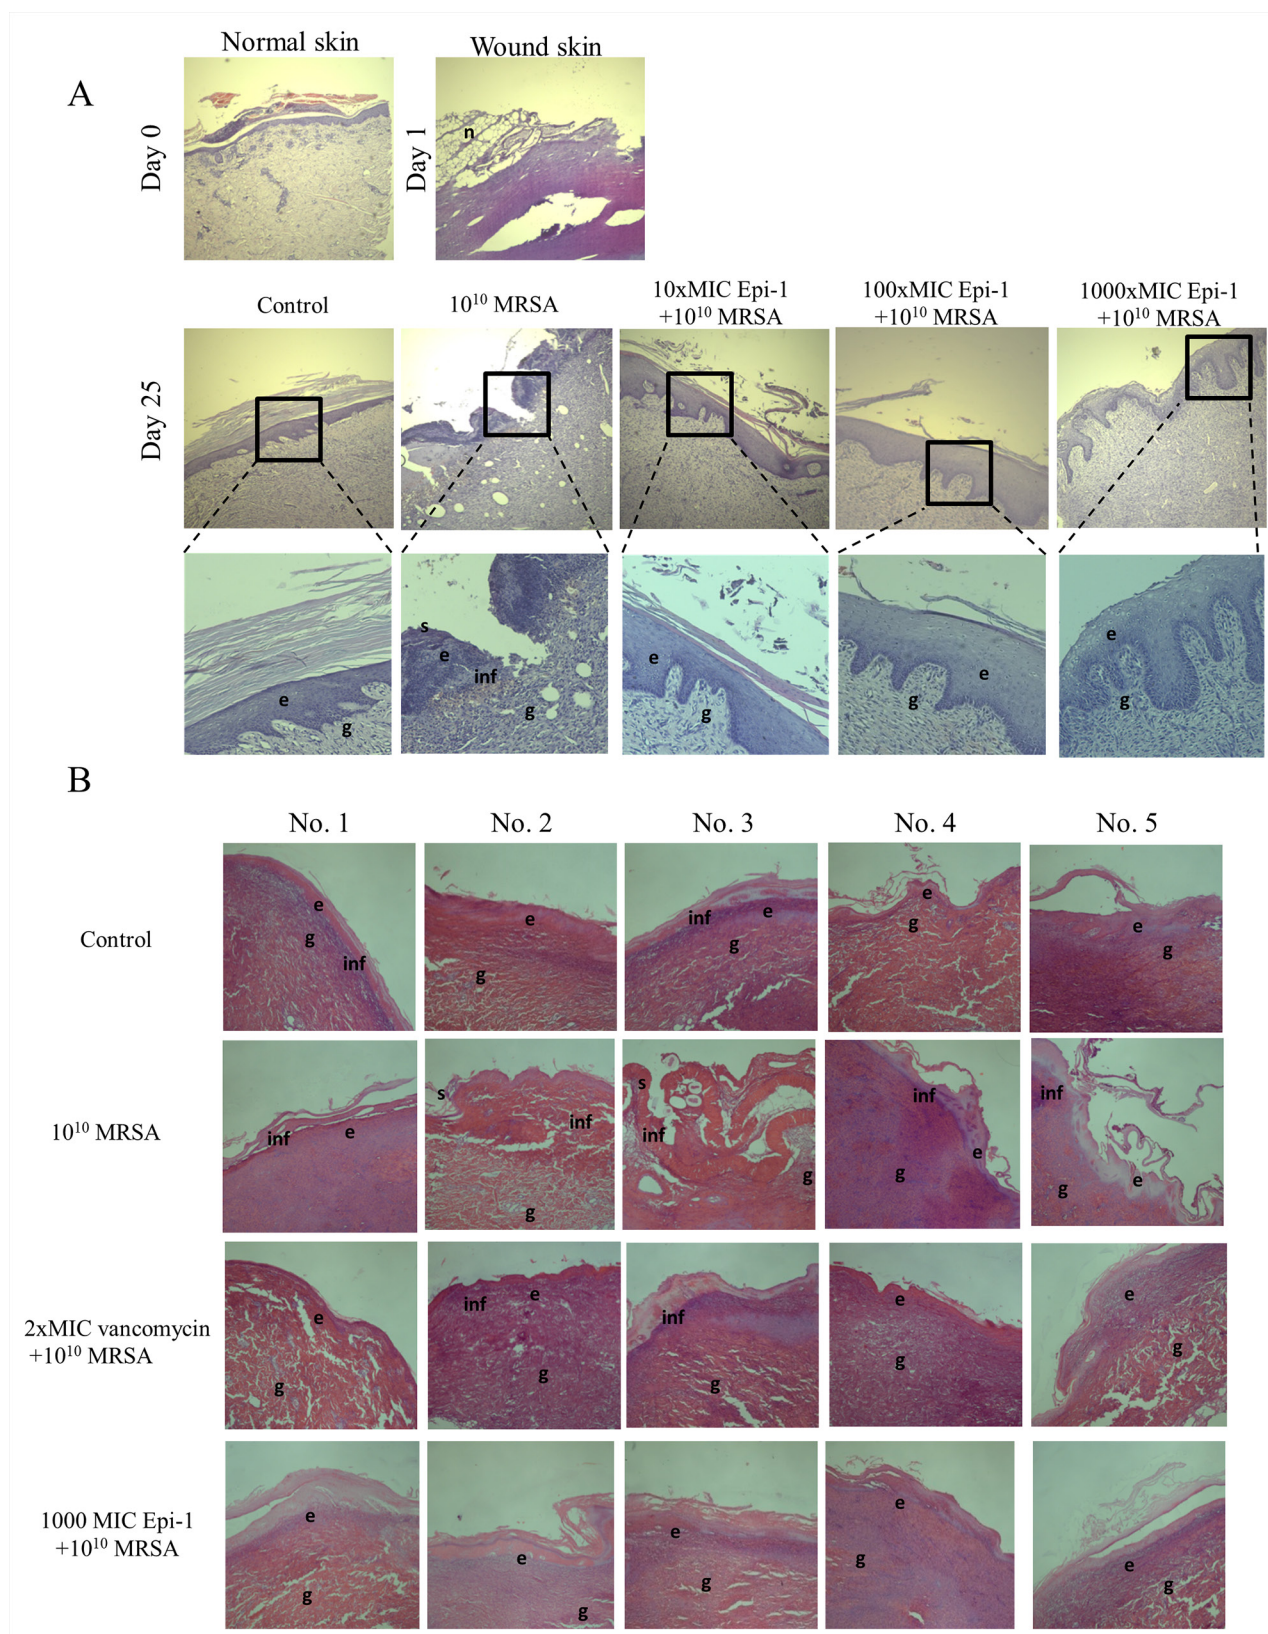 A
Normal skin
Wound skin
Day 0
Day 1
n
Control
10¹⁰ MRSA
10xMIC Epi-1
+10¹⁰ MRSA
100xMIC Epi-1
+10¹⁰ MRSA
1000xMIC Epi-1
+10¹⁰ MRSA
Day 25
e
g
s
e
inf
g
e
g
e
g
e
g
B
No. 1
No. 2
No. 3
No. 4
No. 5
Control
e
g
inf
e
g
inf
e
g
e
g
e
g
10¹⁰ MRSA
inf
e
s
inf
g
s
inf
g
inf
e
g
inf
e
g
2xMIC vancomycin
+10¹⁰ MRSA
e
g
inf
e
g
inf
g
e
g
e
g
1000 MIC Epi-1
+10¹⁰ MRSA
e
g
e
g
e
g
e
g
e
g